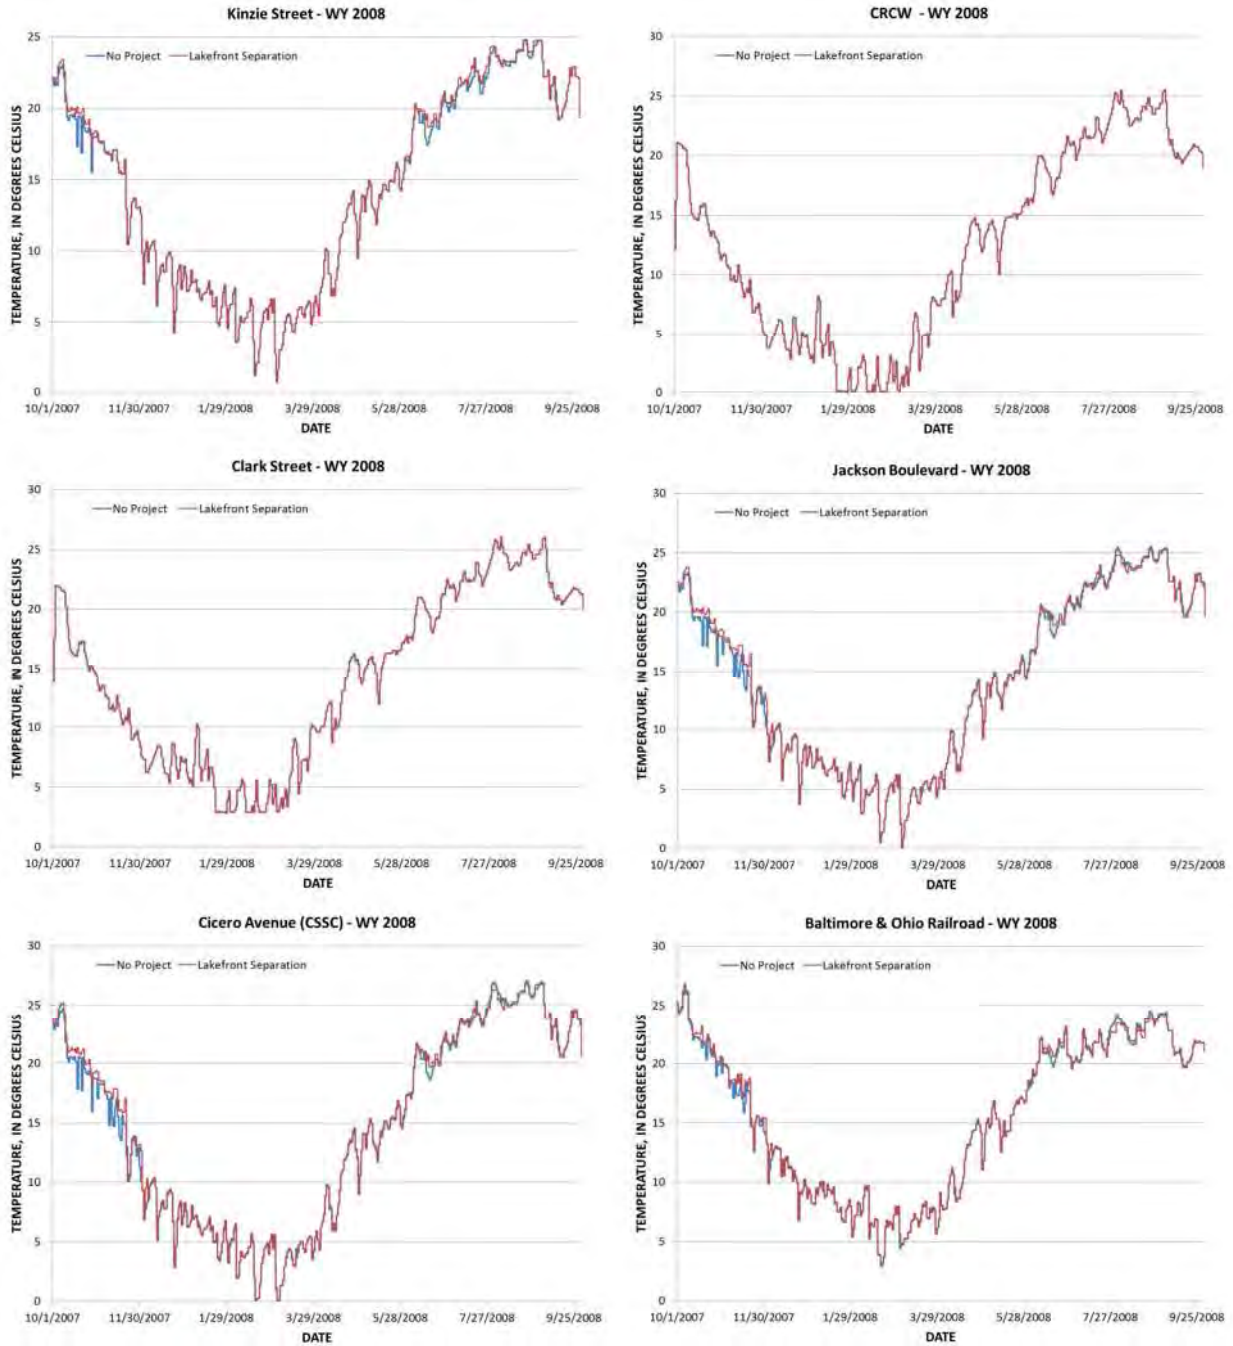 Kinzie Street - WY 2008
25
No Project
Lakefront Separation
20
15
10
5
0
TEMPERATURE, IN DEGREES CELSIUS
10/1/2007 11/30/2007 1/29/2008 3/29/2008 5/28/2008 7/27/2008 9/25/2008
DATE
CRCW - WY 2008
30
25
20
15
10
5
0
TEMPERATURE, IN DEGREES CELSIUS
10/1/2007 11/30/2007 1/29/2008 3/29/2008 5/28/2008 7/27/2008 9/25/2008
DATE
Clark Street - WY 2008
30
No Project
Lakefront Separation
25
20
15
10
5
0
TEMPERATURE, IN DEGREES CELSIUS
10/1/2007 11/30/2007 1/29/2008 3/29/2008 5/28/2008 7/27/2008 9/25/2008
DATE
Jackson Boulevard - WY 2008
30
No Project
Lakefront Separation
25
20
15
10
5
0
TEMPERATURE, IN DEGREES CELSIUS
10/1/2007 11/30/2007 1/29/2008 3/29/2008 5/28/2008 7/27/2008 9/25/2008
DATE
Cicero Avenue (CSSC) - WY 2008
30
No Project
Lakefront Separation
25
20
15
10
5
0
TEMPERATURE, IN DEGREES CELSIUS
10/1/2007 11/30/2007 1/29/2008 3/29/2008 5/28/2008 7/27/2008 9/25/2008
DATE
Baltimore & Ohio Railroad - WY 2008
30
No Project
Lakefront Separation
25
20
15
10
5
0
TEMPERATURE, IN DEGREES CELSIUS
10/1/2007 11/30/2007 1/29/2008 3/29/2008 5/28/2008 7/27/2008 9/25/2008
DATE